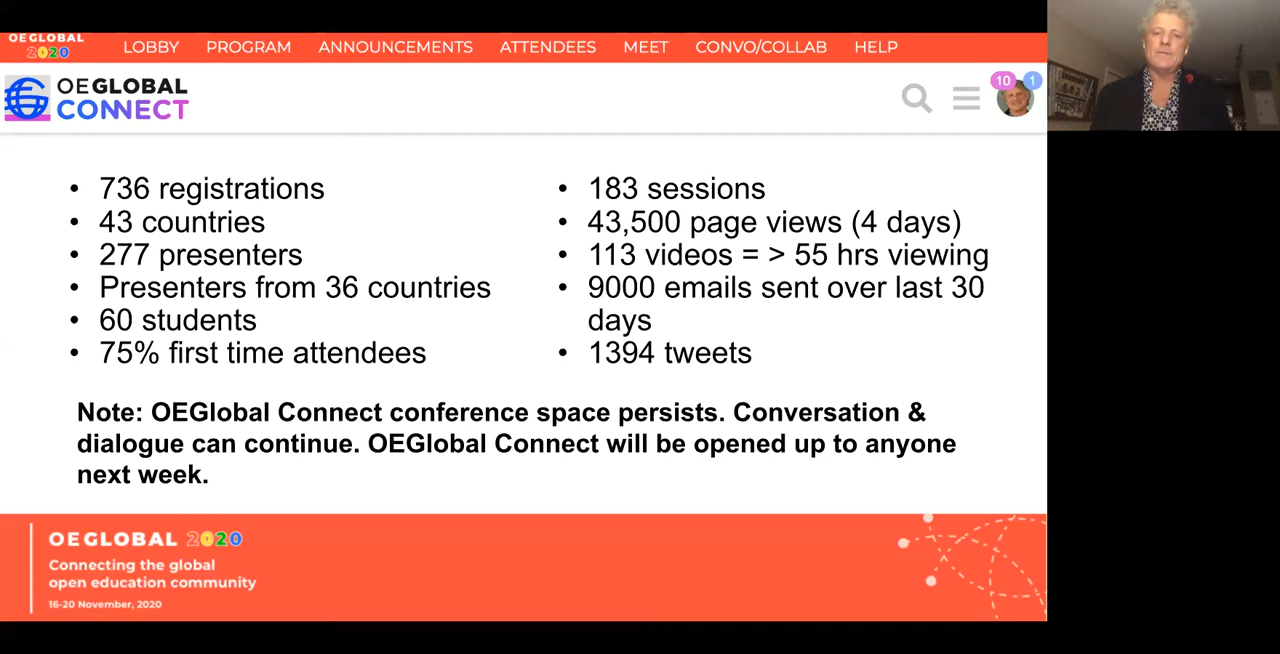 OEGLOBAL
2020
LOBBY PROGRAM ANNOUNCEMENTS ATTENDEES MEET CONVO/COLLAB HELP
OEGLOBAL
CONNECT
10 1
• 736 registrations
• 43 countries
• 277 presenters
• Presenters from 36 countries
• 60 students
• 75% first time attendees
• 183 sessions
• 43,500 page views (4 days)
• 113 videos = > 55 hrs viewing
• 9000 emails sent over last 30
days
• 1394 tweets
Note: OEGlobal Connect conference space persists. Conversation &
dialogue can continue. OEGlobal Connect will be opened up to anyone
next week.
OEGLOBAL 2020
Connecting the global
open education community
16-20 November, 2020